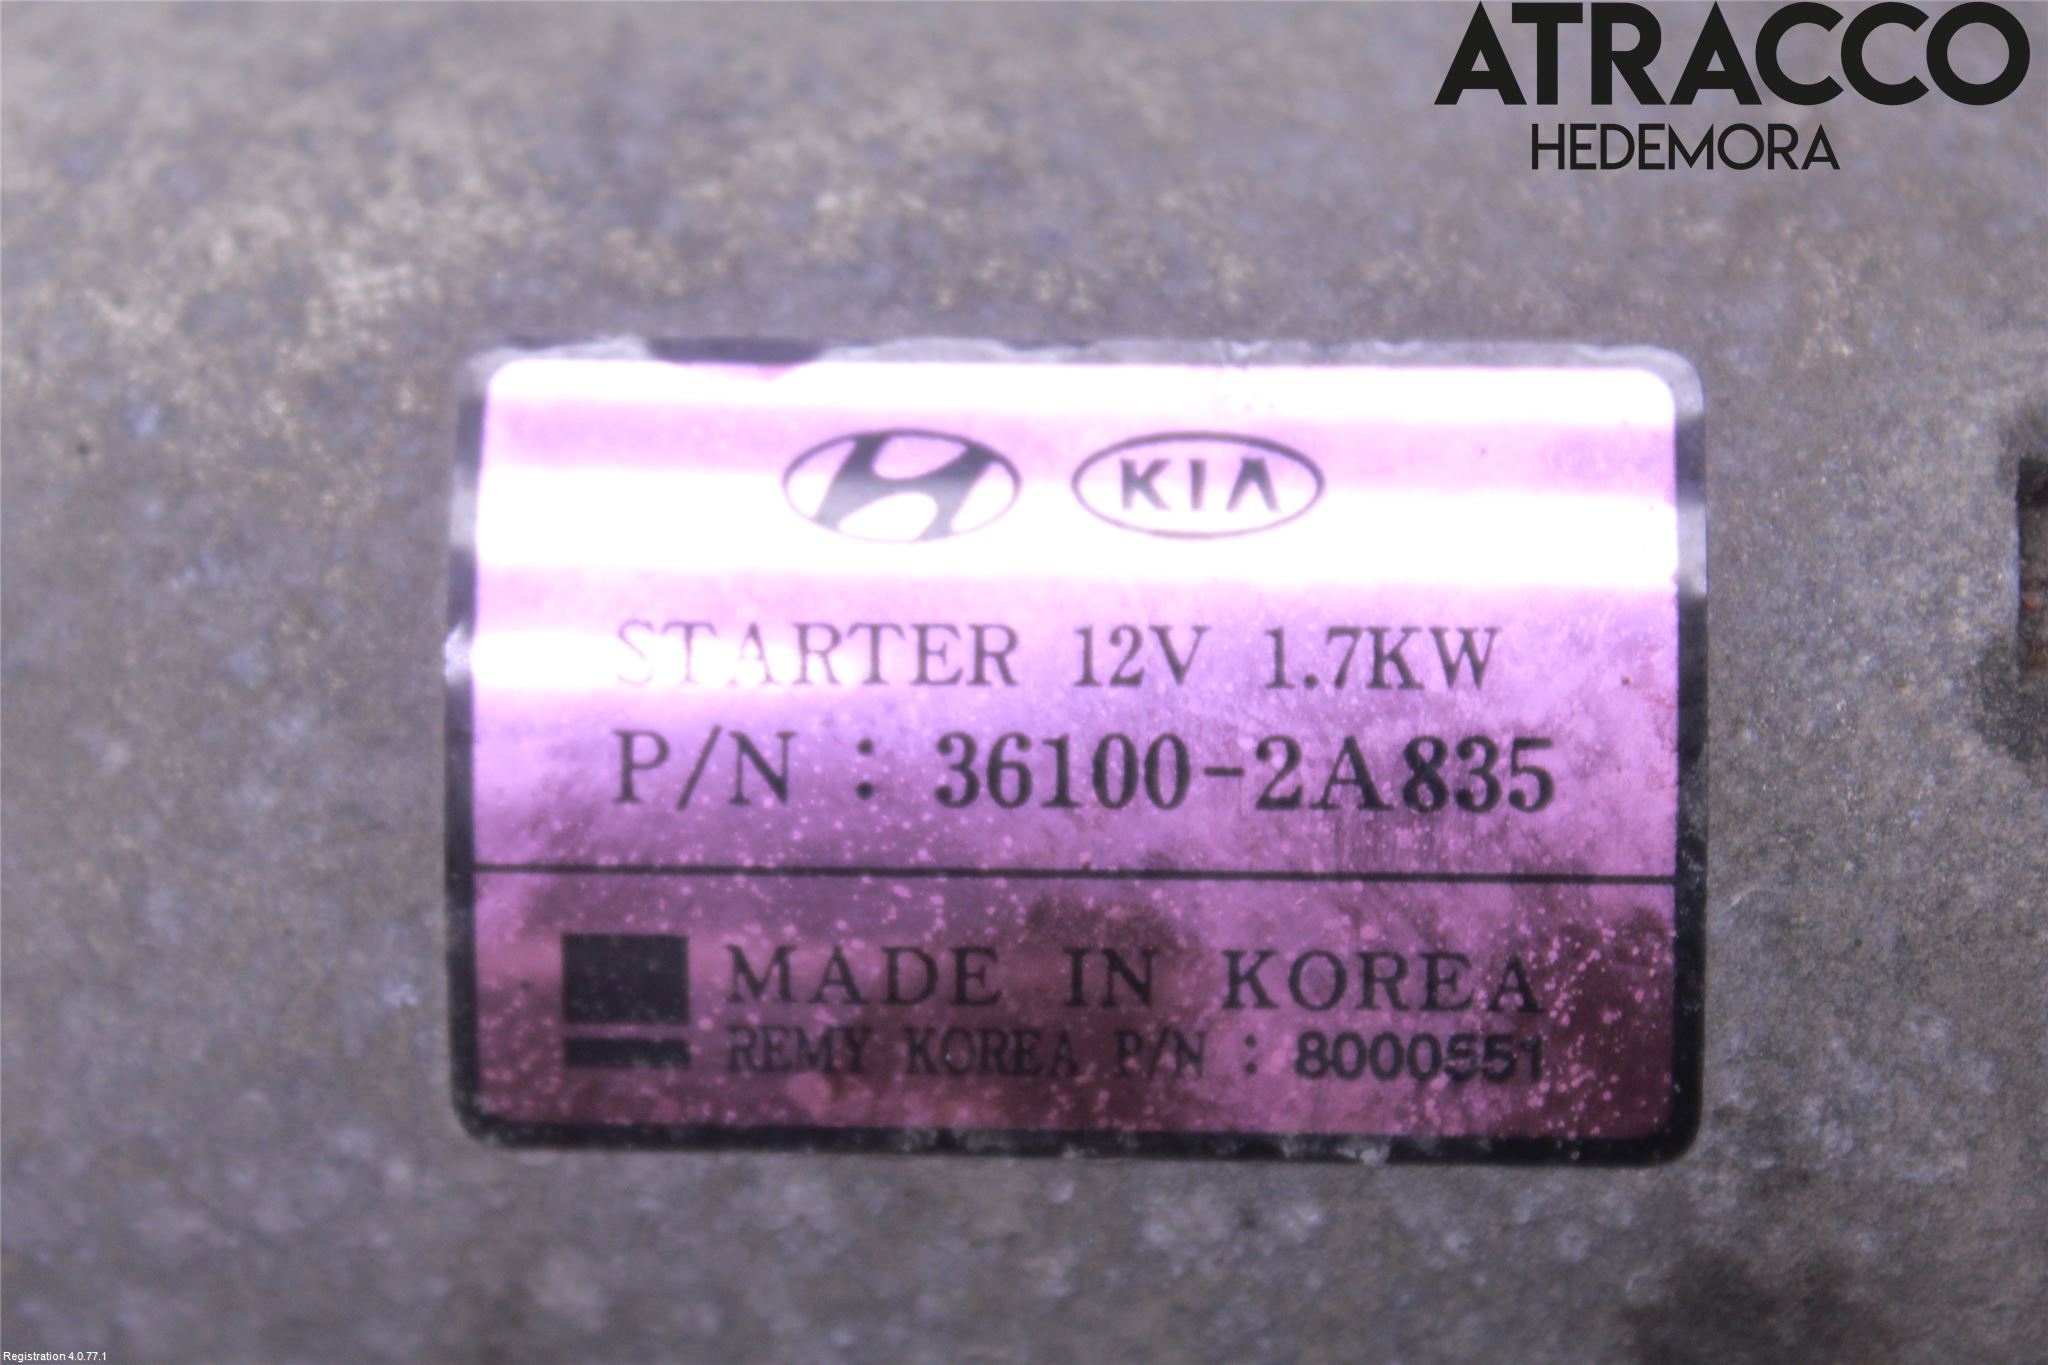 ATRACCO
HEDEMORA
KIA
STARTER 12V 1.7KW
P/N : 36100-2A835
MADE IN KOREA
REMY KOREA P/N : 8000551
Registration 4.0.77.1